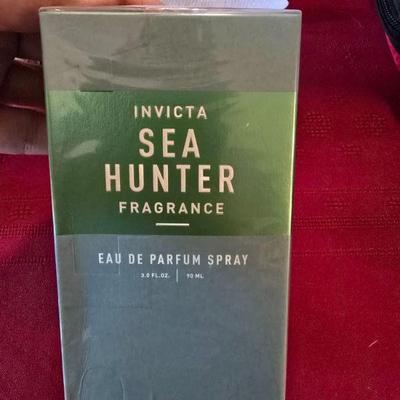 INVICTA
SEA
HUNTER
FRAGRANCE
EAU DE PARFUM SPRAY
3.0 FL.OZ. | 90 ML